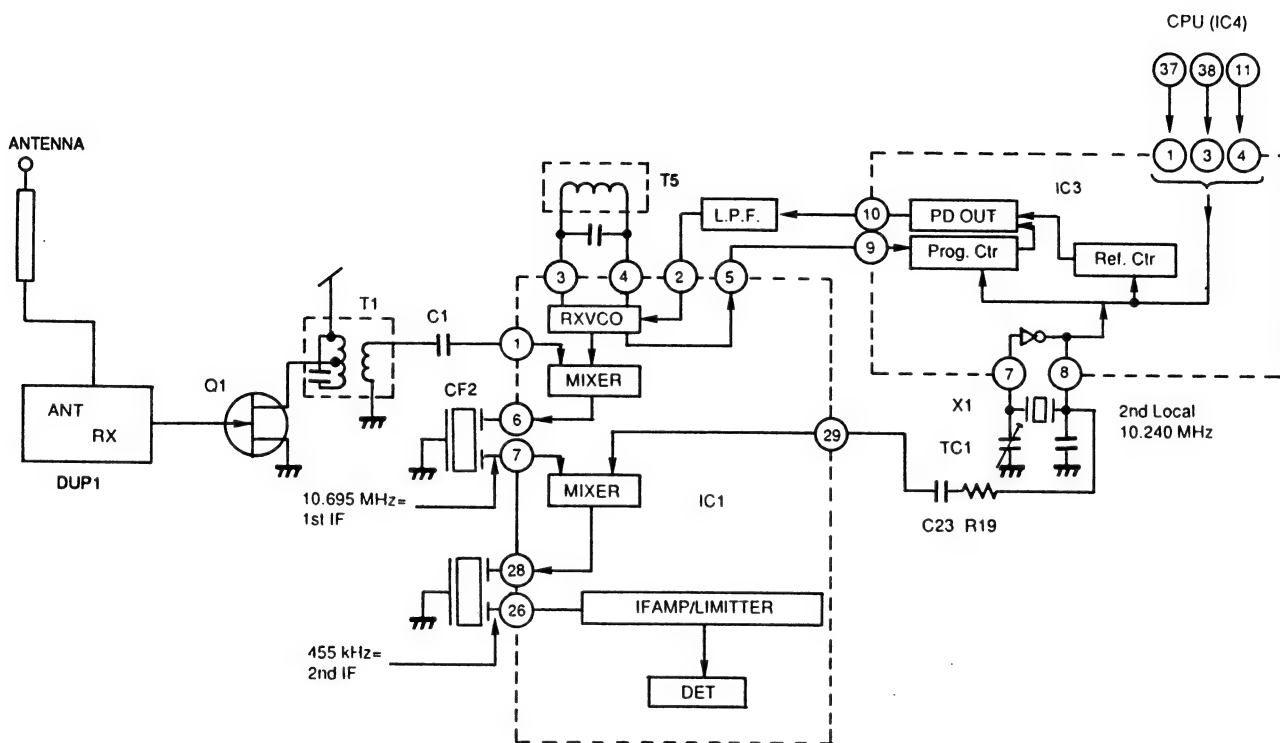 CPU (IC4)
37 38 11
1 3 4
ANTENNA
T5
IC3
L.P.F.
10
PD OUT
9
Prog. Ctr
Ref. Ctr
3 4 2 5
T1
C1
RXVCO
1
MIXER
7 8
Q1
CF2
6
X1
2nd Local
10.240 MHz
ANT
RX
29
TC1
7
DUP1
MIXER
IC1
10.695 MHz=
1st IF
C23 R19
28
26
IFAMP/LIMITTER
455 kHz=
2nd IF
DET